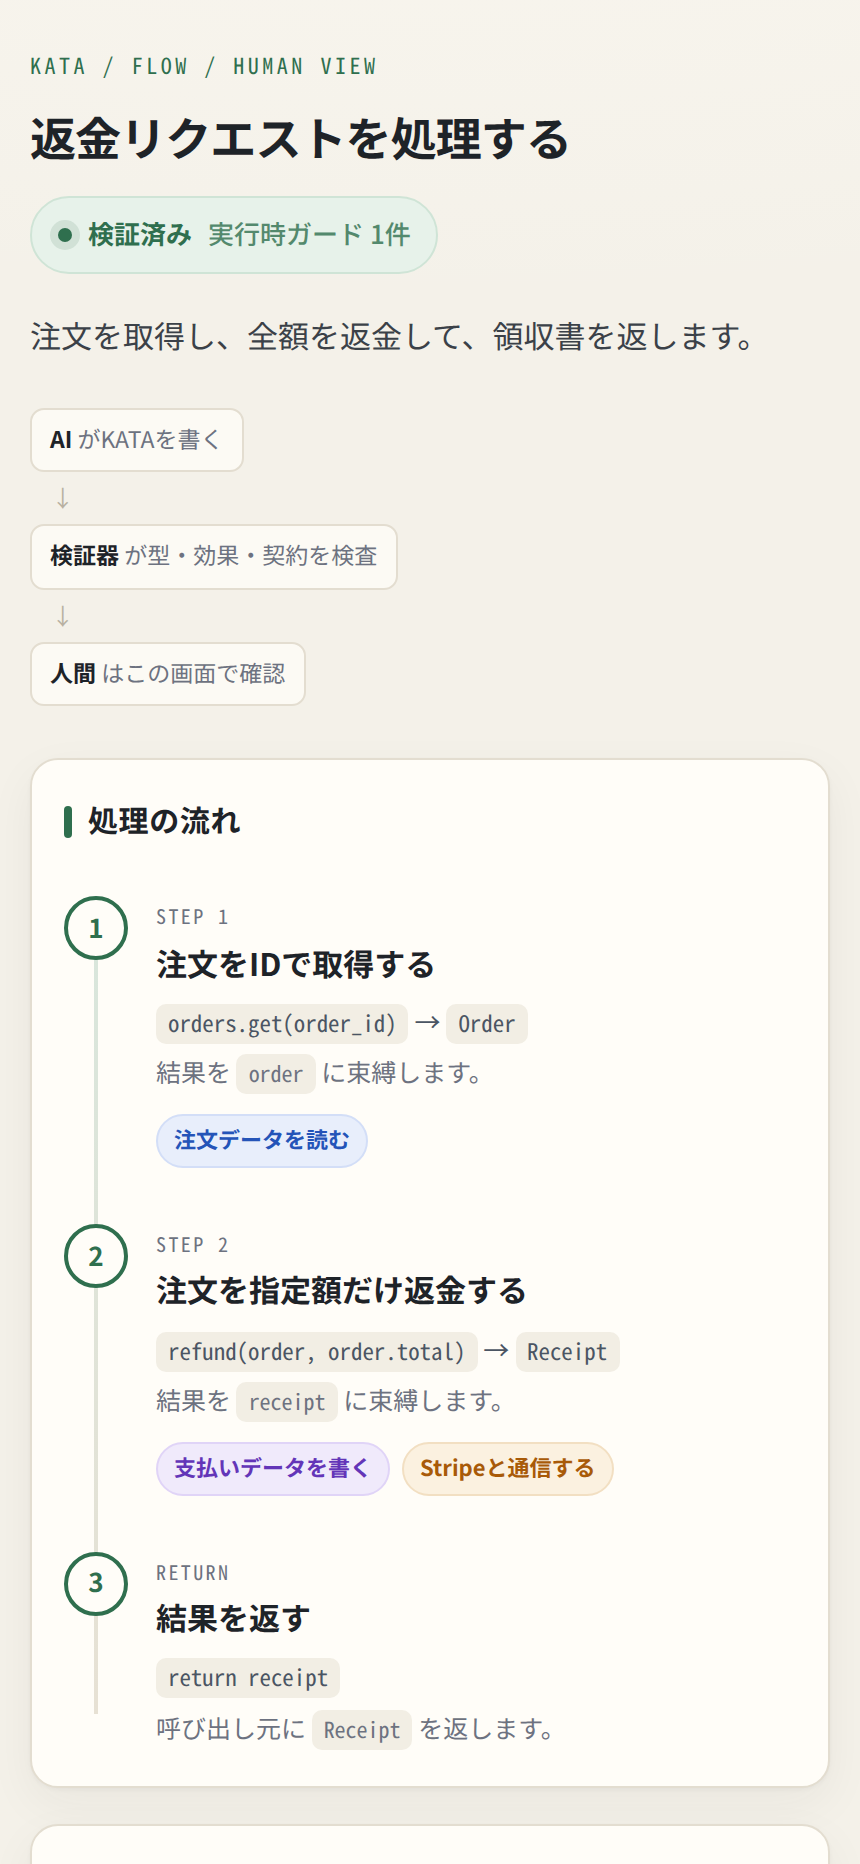 KATA / FLOW / HUMAN VIEW
返金リクエストを処理する
検証済み 実行時ガード 1件
注文を取得し、全額を返金して、領収書を返します。
AI がKATAを書く
↓
検証器 が型・効果・契約を検査
↓
人間 はこの画面で確認
処理の流れ
1
STEP 1
注文をIDで取得する
orders.get(order_id) → Order
結果を order に束縛します。
注文データを読む
2
STEP 2
注文を指定額だけ返金する
refund(order, order.total) → Receipt
結果を receipt に束縛します。
支払いデータを書く Stripeと通信する
3
RETURN
結果を返す
return receipt
呼び出し元に Receipt を返します。